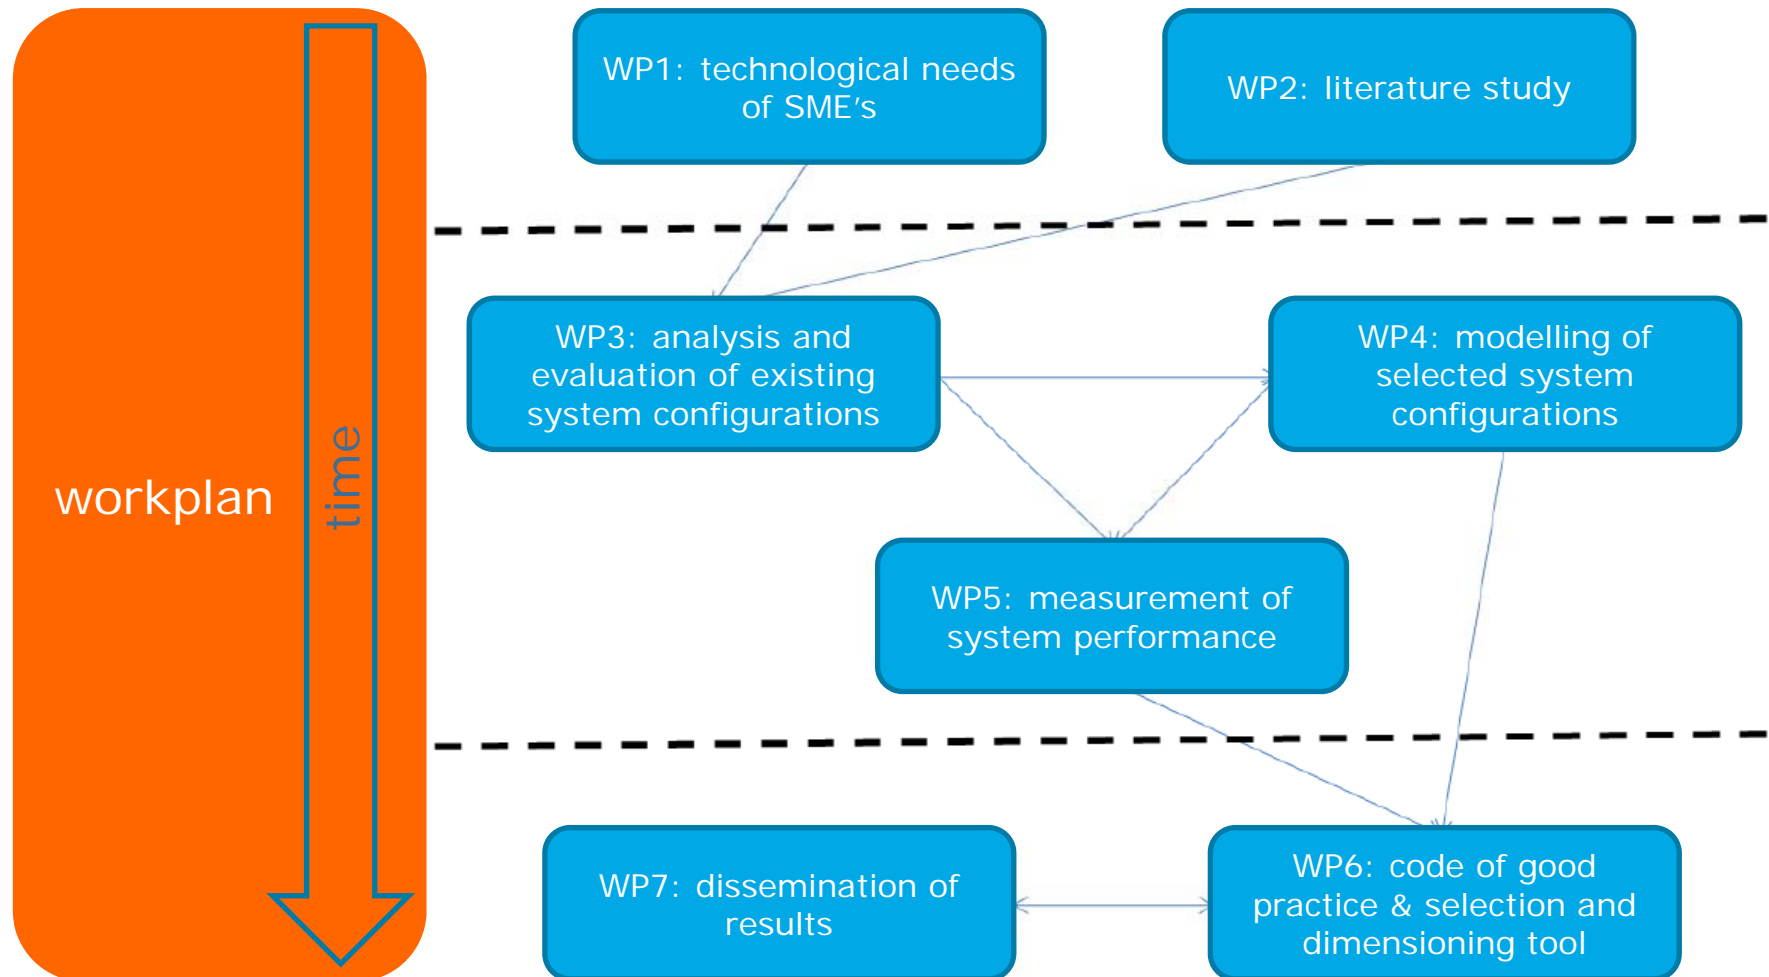 workplan
time
WP1: technological needs
of SME's
WP2: literature study
WP3: analysis and
evaluation of existing
system configurations
WP4: modelling of
selected system
configurations
WP5: measurement of
system performance
WP7: dissemination of
results
WP6: code of good
practice & selection and
dimensioning tool